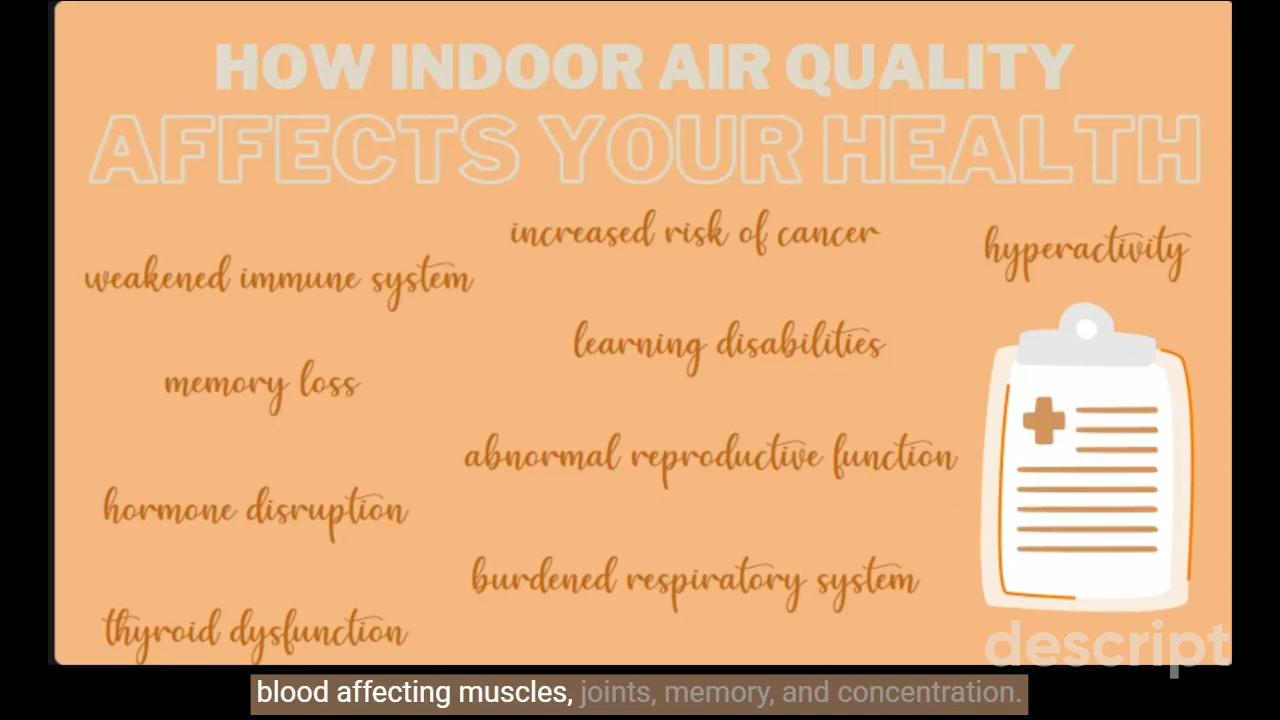 HOW INDOOR AIR QUALITY
AFFECTS YOUR HEALTH
increased risk of cancer
hyperactivity
weakened immune system
learning disabilities
memory loss
abnormal reproductive function
hormone disruption
burdened respiratory system
thyroid dysfunction
descript
blood affecting muscles, joints, memory, and concentration.